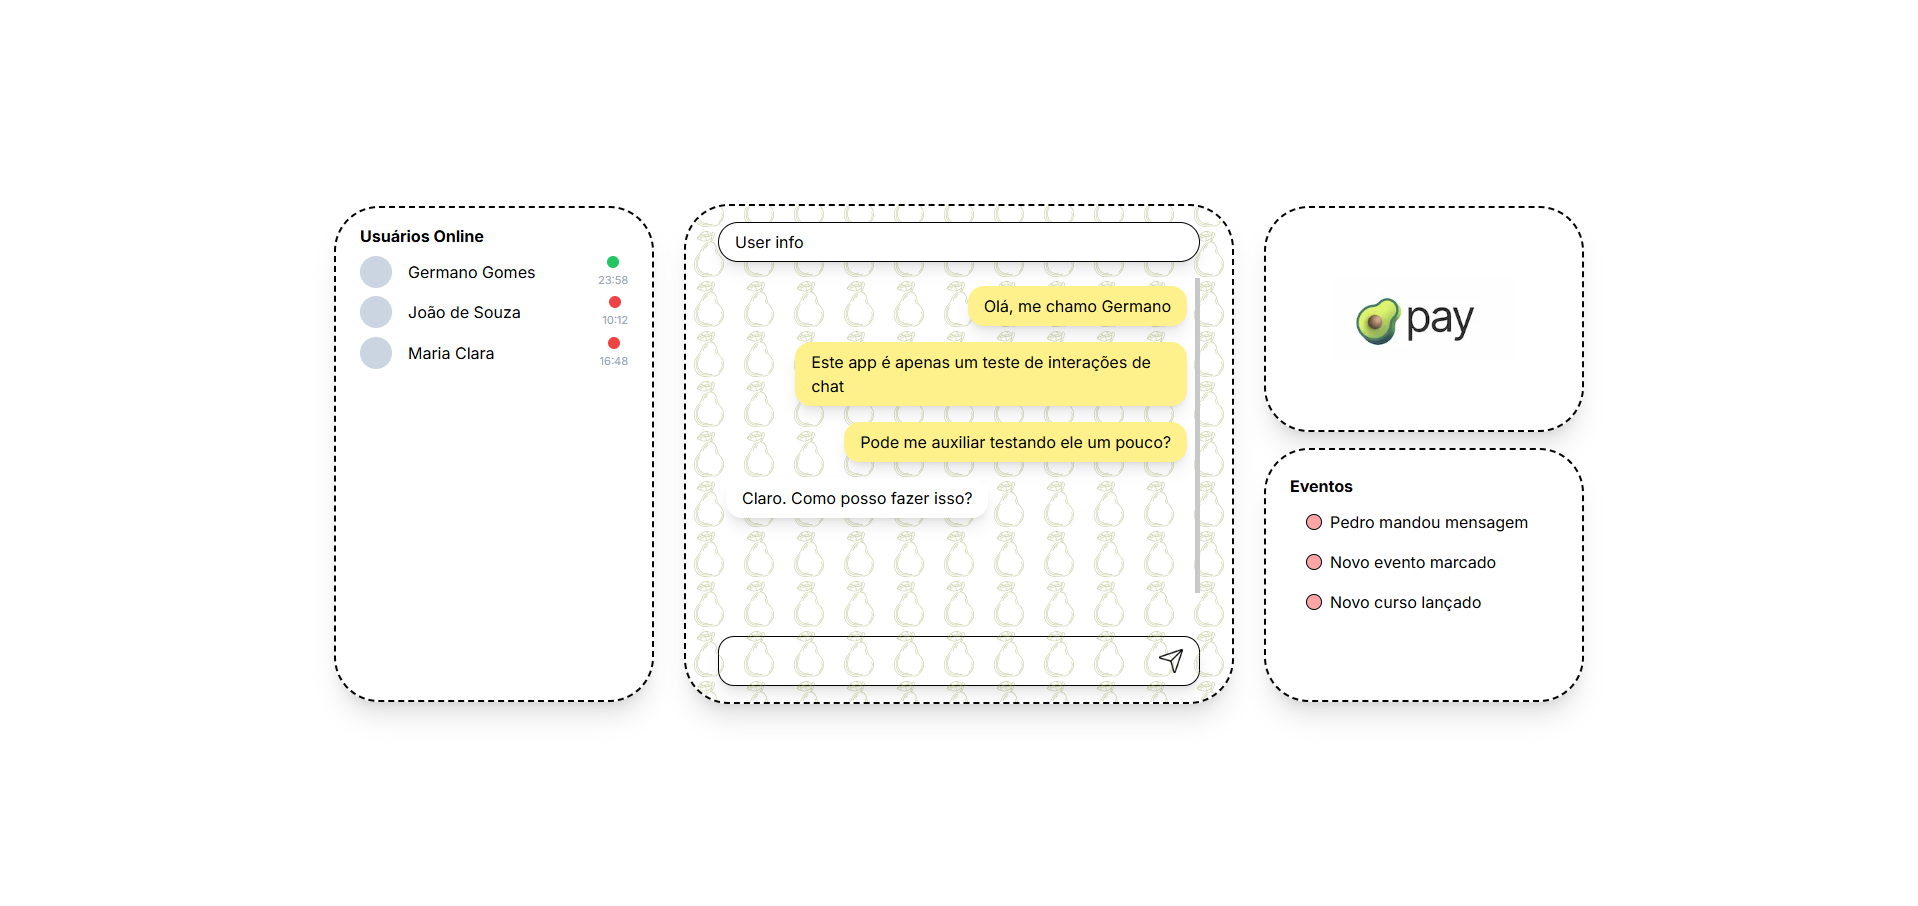 Usuários Online
Germano Gomes
23:58
João de Souza
10:12
Maria Clara
16:48
User info
Olá, me chamo Germano
Este app é apenas um teste de interações de
chat
Pode me auxiliar testando ele um pouco?
Claro. Como posso fazer isso?
pay
Eventos
Pedro mandou mensagem
Novo evento marcado
Novo curso lançado